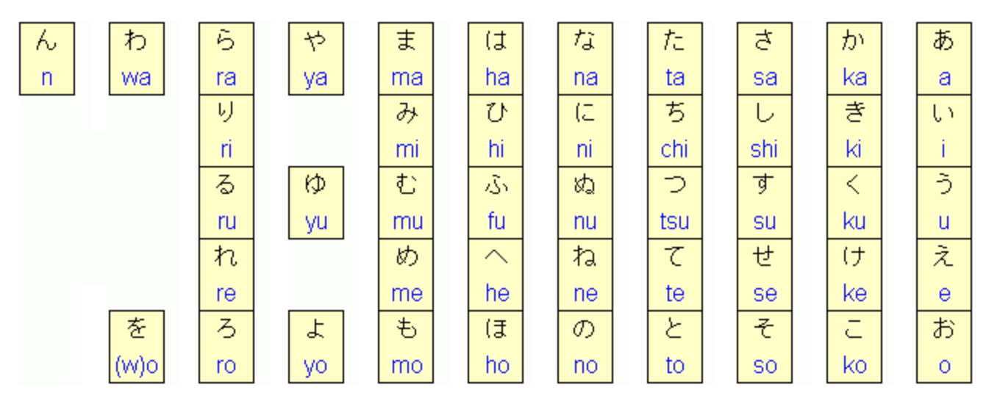 ん わ ら や ま は な た さ か あ
n wa ra ya ma ha na ta sa ka a
り み ひ に ち し き い
ri mi hi ni chi shi ki i
る ゆ む ふ ぬ つ す く う
ru yu mu fu nu tsu su ku u
れ め へ ね て せ け え
re me he ne te se ke e
を ろ よ も ほ の と そ こ お
(w)o ro yo mo ho no to so ko o